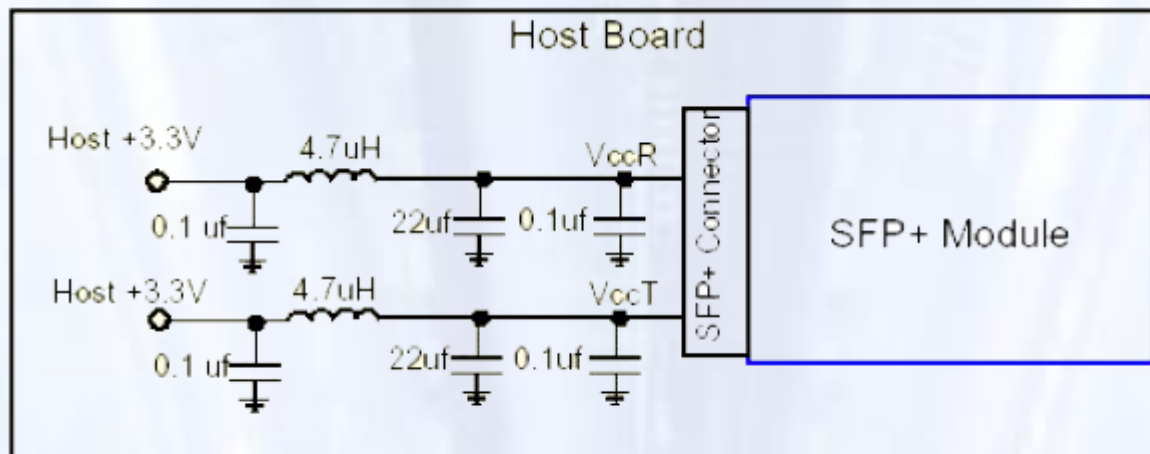 Host Board
Host +3.3V
4.7uH
VccR
0.1 uf
22uf
0.1uf
SFP+ Connector
SFP+ Module
Host +3.3V
4.7uH
VccT
0.1 uf
22uf
0.1uf